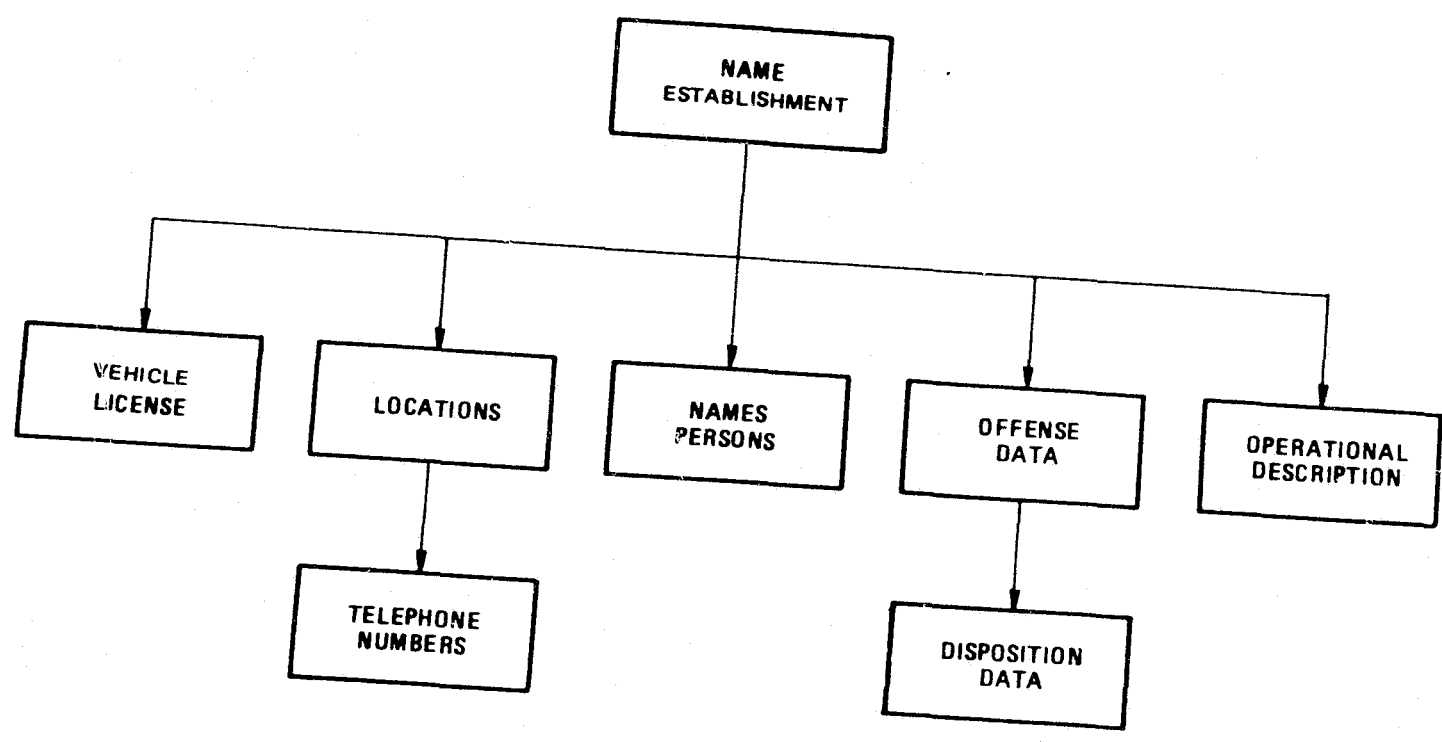 NAME
ESTABLISHMENT
VEHICLE
LICENSE
LOCATIONS
NAMES
PERSONS
OFFENSE
DATA
OPERATIONAL
DESCRIPTION
TELEPHONE
NUMBERS
DISPOSITION
DATA